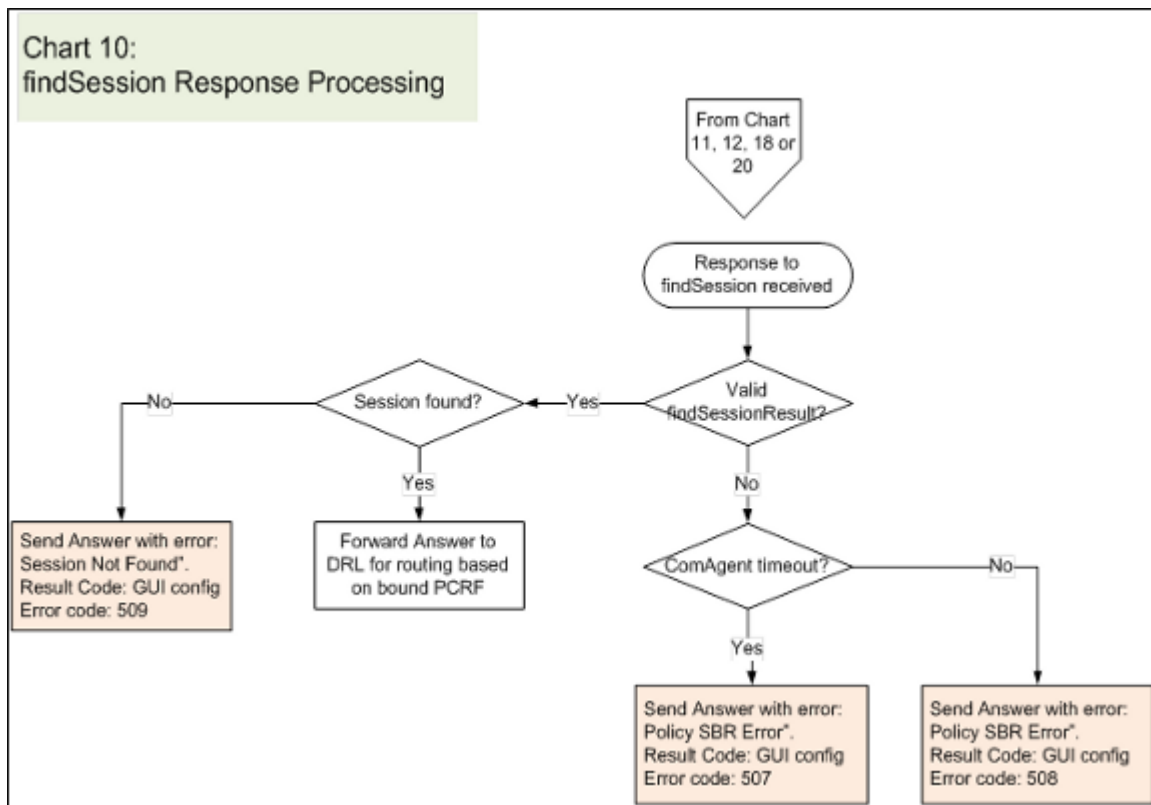 Chart 10:
findSession Response Processing
From Chart
11, 12, 18 or
20
Response to
findSession received
Valid
findSessionResult?
Yes
Session found?
No
Yes
No
Send Answer with error:
Session Not Found".
Result Code: GUI config
Error code: 509
Forward Answer to
DRL for routing based
on bound PCRF
ComAgent timeout?
No
Yes
Send Answer with error:
Policy SBR Error".
Result Code: GUI config
Error code: 507
Send Answer with error:
Policy SBR Error".
Result Code: GUI config
Error code: 508